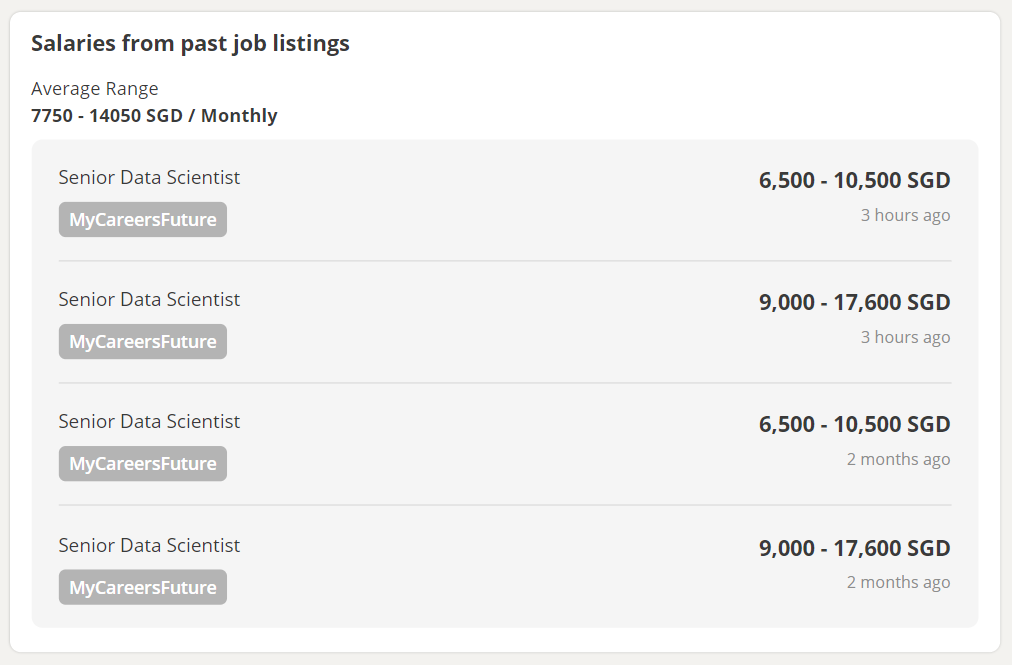 Salaries from past job listings
Average Range
7750 - 14050 SGD / Monthly
Senior Data Scientist
6,500 - 10,500 SGD
MyCareersFuture
3 hours ago
Senior Data Scientist
9,000 - 17,600 SGD
MyCareersFuture
3 hours ago
Senior Data Scientist
6,500 - 10,500 SGD
MyCareersFuture
2 months ago
Senior Data Scientist
9,000 - 17,600 SGD
MyCareersFuture
2 months ago